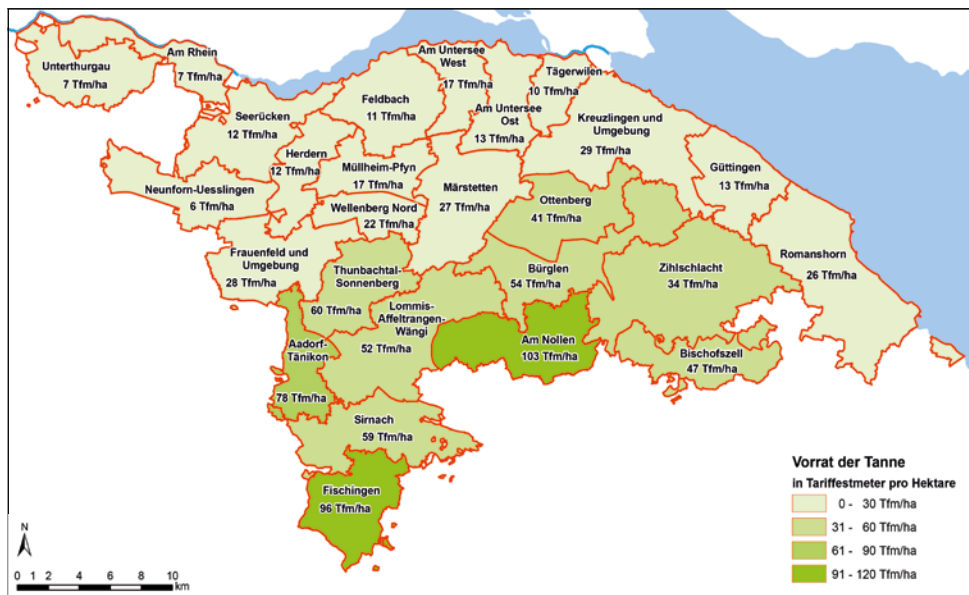 Unterthurgau
7 Tfm/ha
Am Rhein
7 Tfm/ha
Seerücken
12 Tfm/ha
Feldbach
11 Tfm/ha
Am Untersee
West
17 Tfm/ha
Am Untersee
Ost
13 Tfm/ha
Tägerwilen
10 Tfm/ha
Kreuzlingen und
Umgebung
29 Tfm/ha
Güttingen
13 Tfm/ha
Romanshorn
26 Tfm/ha
Neunforn-Uesslingen
6 Tfm/ha
Herdern
12 Tfm/ha
Müllheim-Pfyn
17 Tfm/ha
Wellenberg Nord
22 Tfm/ha
Märstetten
27 Tfm/ha
Ottenberg
41 Tfm/ha
Frauenfeld und
Umgebung
28 Tfm/ha
Thunbachtal-
Sonnenberg
60 Tfm/ha
Bürglen
54 Tfm/ha
Zihlschlacht
34 Tfm/ha
Lommis-
Affeltrangen-
Wängi
52 Tfm/ha
Aadorf-
Tänikon
78 Tfm/ha
Am Nollen
103 Tfm/ha
Bischofszell
47 Tfm/ha
Sirnach
59 Tfm/ha
Fischingen
96 Tfm/ha
Vorrat der Tanne
in Tariffestmeter pro Hektare
0 - 30 Tfm/ha
31 - 60 Tfm/ha
61 - 90 Tfm/ha
91 - 120 Tfm/ha
N
0 1 2 4 6 8 10
km